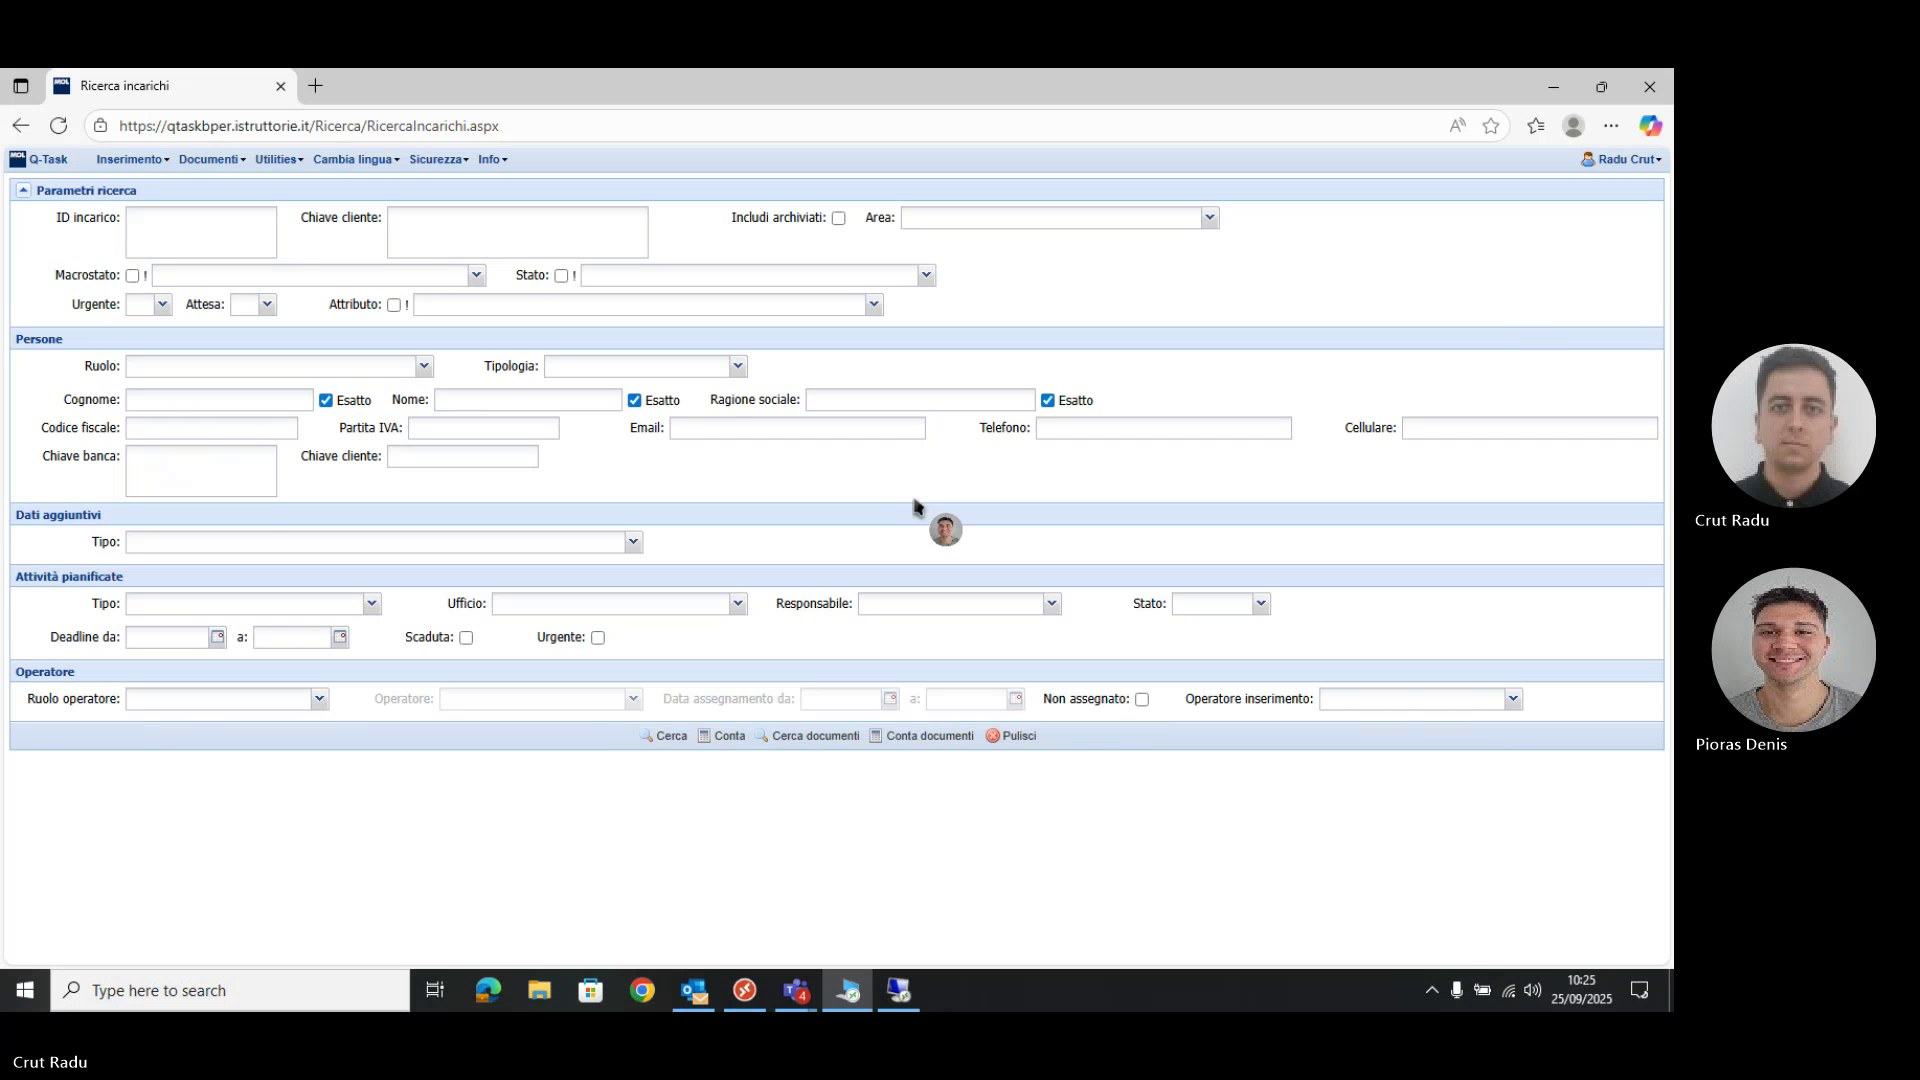 Ricerca incarichi
https://qtaskbper.istruttorie.it/Ricerca/RicercaIncarichi.aspx
MOL Q-Task Inserimento Documenti Utilities Cambia lingua Sicurezza Info Radu Crut
Parametri ricerca
ID incarico: Chiave cliente: Includi archiviati: Area:
Macrostato: ! Stato: !
Urgente: Attesa: Attributo: !
Persone
Ruolo: Tipologia:
Cognome: Esatto Nome: Esatto Ragione sociale: Esatto
Codice fiscale: Partita IVA: Email: Telefono: Cellulare:
Chiave banca: Chiave cliente:
Dati aggiuntivi
Tipo:
Attività pianificate
Tipo: Ufficio: Responsabile: Stato:
Deadline da: a: Scaduta: Urgente:
Operatore
Ruolo operatore: Operatore: Data assegnamento da: a: Non assegnato: Operatore inserimento:
Cerca Conta Cerca documenti Conta documenti Pulisci
Type here to search
4
10:25
25/09/2025
Crut Radu
Pioras Denis
Crut Radu